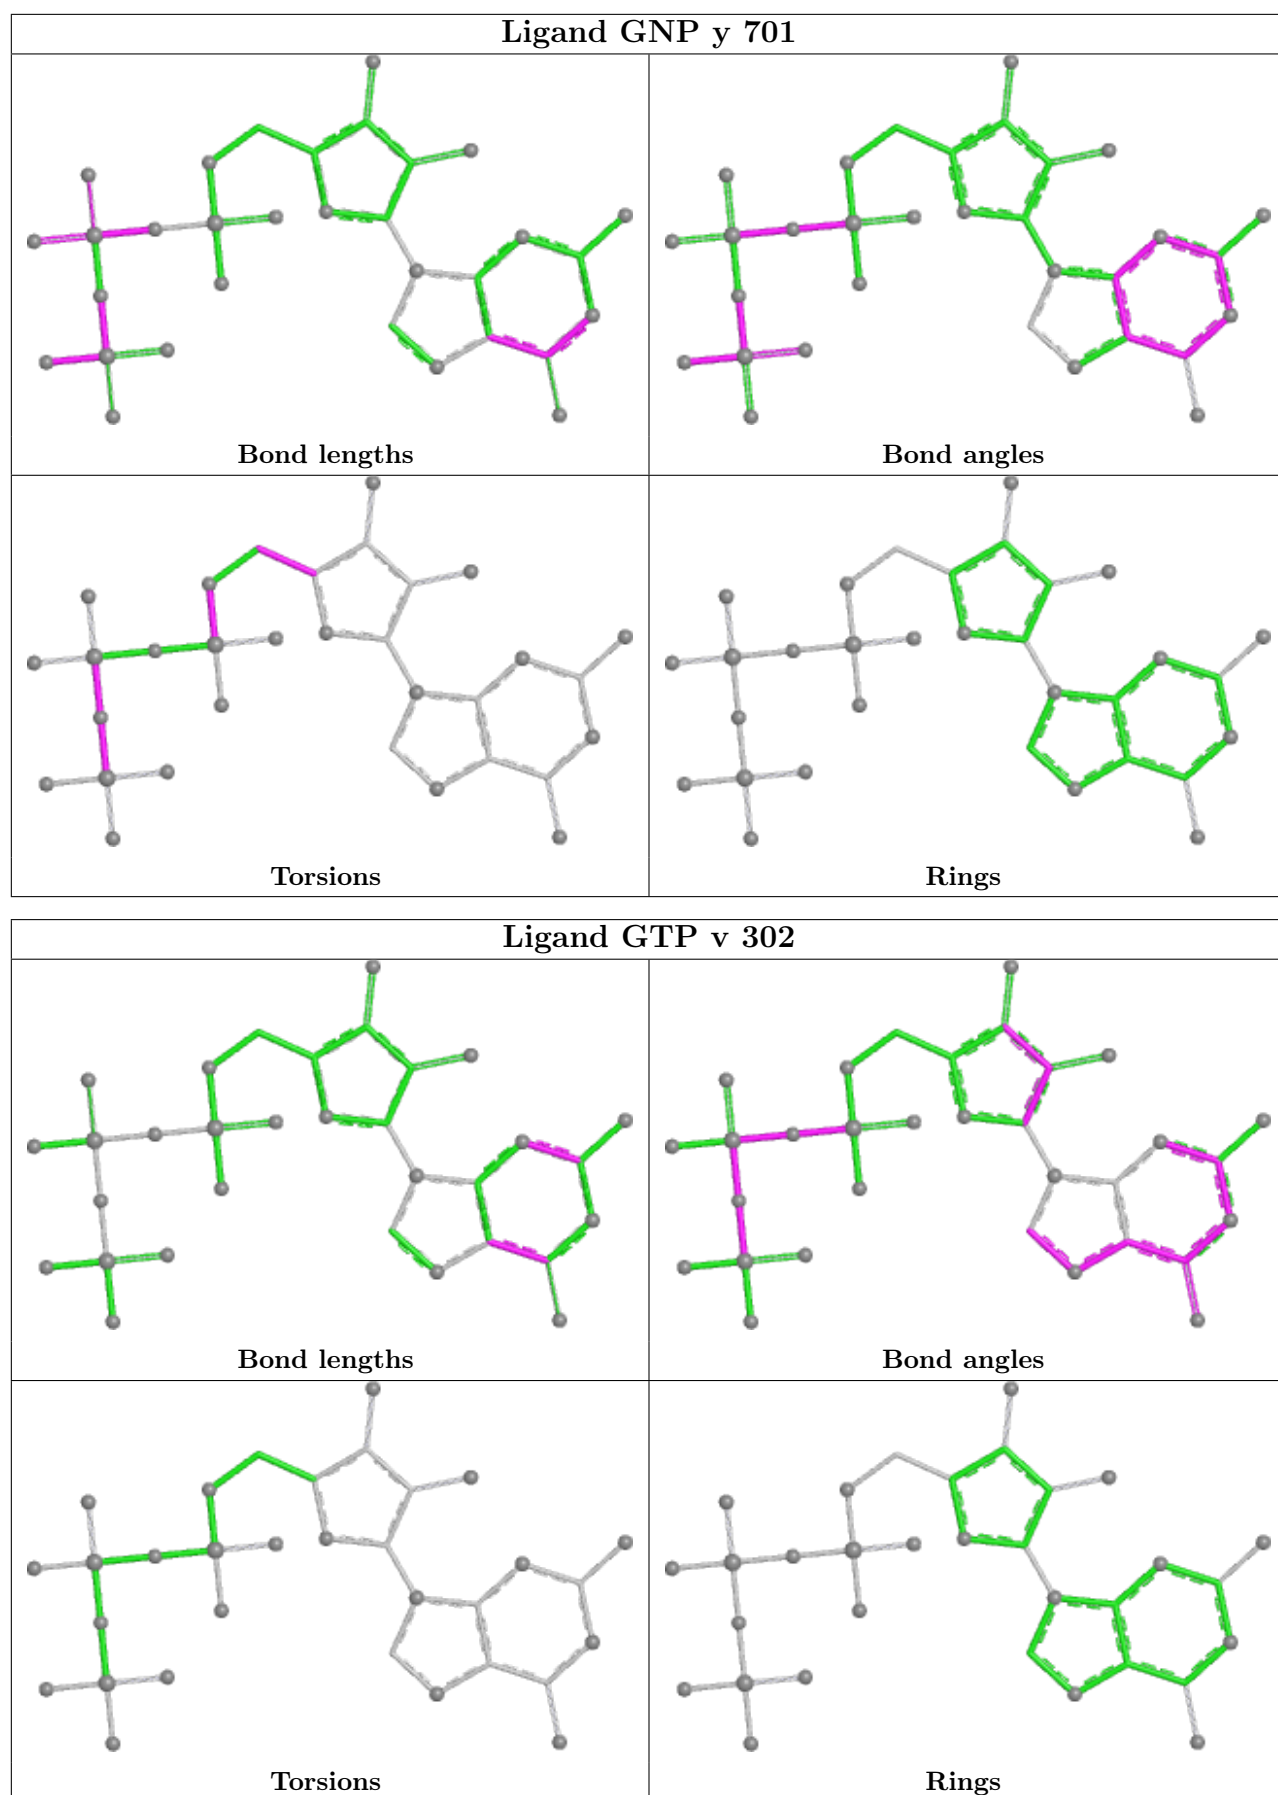 Ligand GNP y 701
Bond lengths
Bond angles
Torsions
Rings
Ligand GTP v 302
Bond lengths
Bond angles
Torsions
Rings